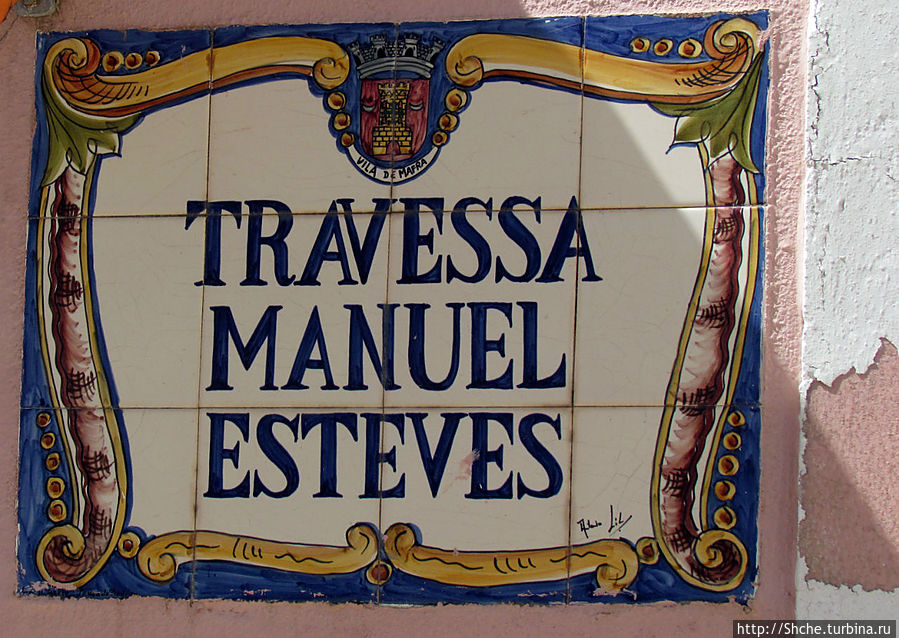 VILA DE MAFRA
TRAVESSA
MANUEL
ESTEVES
http://Shche.turbina.ru